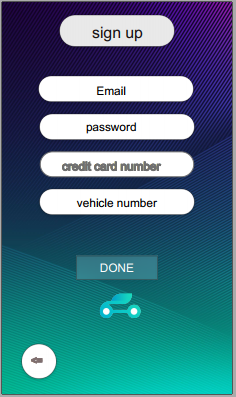 sign up
Email
password
credit card number
vehicle number
DONE